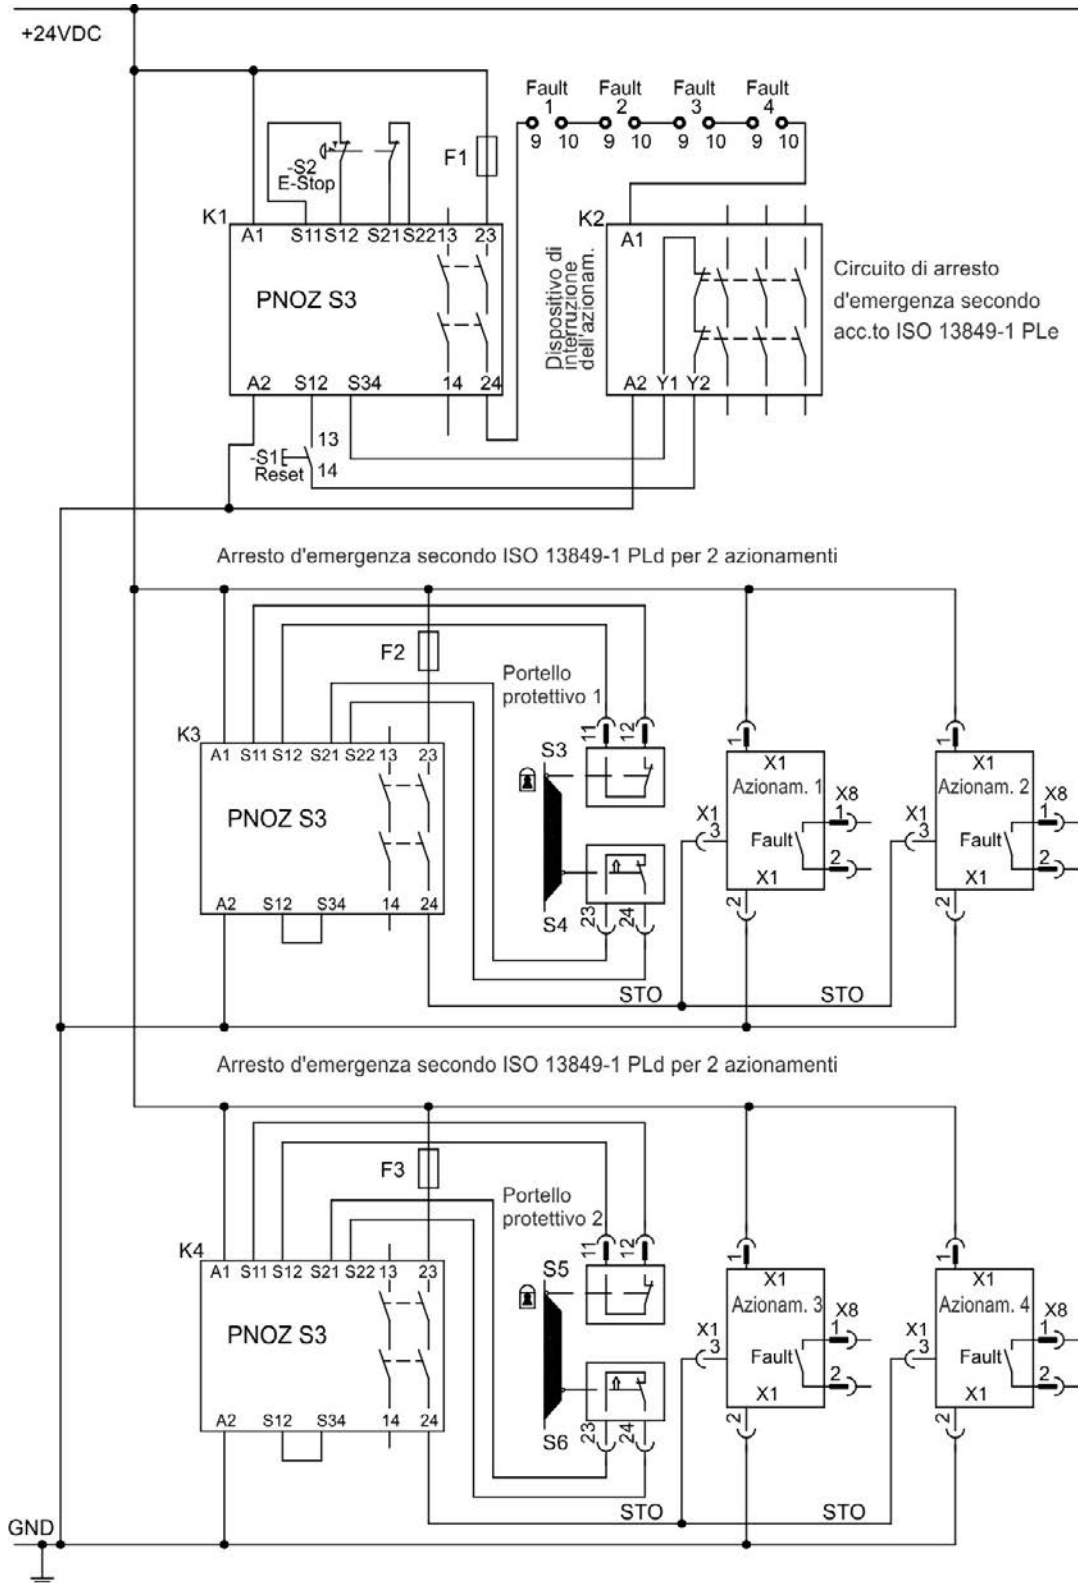 +24VDC
Fault 1
Fault 2
Fault 3
Fault 4
9 10 9 10 9 10 9 10
F1
-S2
E-Stop
K1
A1 S11 S12 S21 S22 13 23
PNOZ S3
A2 S12 S34 14 24
13
-S1
Reset
14
K2
A1
Dispositivo di
interruzione
dell'azionam.
A2 Y1 Y2
Circuito di arresto
d'emergenza secondo
acc.to ISO 13849-1 PLe
Arresto d'emergenza secondo ISO 13849-1 PLd per 2 azionamenti
F2
Portello
protettivo 1
K3
A1 S11 S12 S21 S22 13 23
PNOZ S3
A2 S12 S34 14 24
11 12
S3
S4
23 24
1
X1
Azionam. 1
X8
1
X1
3
Fault
2
X1
2
1
X1
Azionam. 2
X8
1
X1
3
Fault
2
X1
2
STO
STO
Arresto d'emergenza secondo ISO 13849-1 PLd per 2 azionamenti
F3
Portello
protettivo 2
K4
A1 S11 S12 S21 S22 13 23
PNOZ S3
A2 S12 S34 14 24
11 12
S5
S6
23 24
1
X1
Azionam. 3
X8
1
X1
3
Fault
2
X1
2
1
X1
Azionam. 4
X8
1
X1
3
Fault
2
X1
2
STO
STO
GND